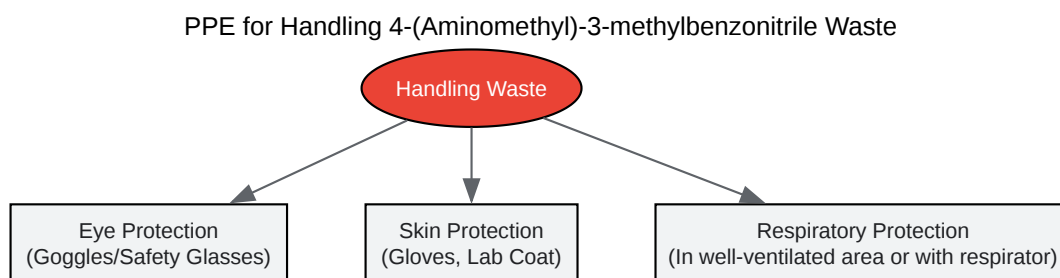 PPE for Handling 4-(Aminomethyl)-3-methylbenzonitrile Waste
Handling Waste
Eye Protection
(Goggles/Safety Glasses)
Skin Protection
(Gloves, Lab Coat)
Respiratory Protection
(In well-ventilated area or with respirator)